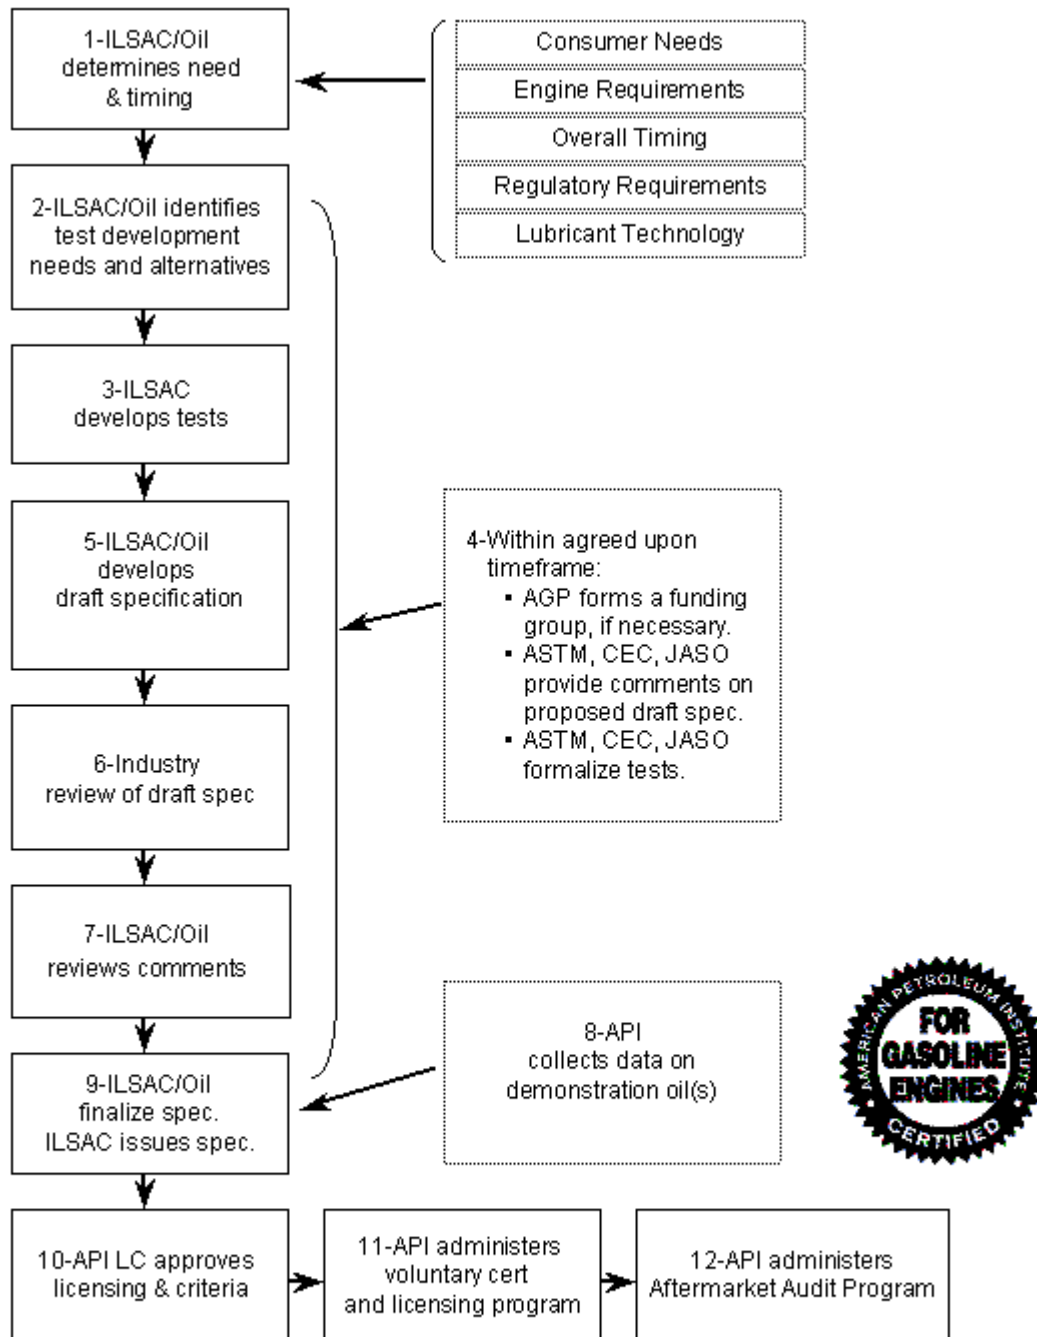 1-ILSAC/Oil
determines need
& timing
Consumer Needs
Engine Requirements
Overall Timing
Regulatory Requirements
Lubricant Technology
2-ILSAC/Oil identifies
test development
needs and alternatives
3-ILSAC
develops tests
4-Within agreed upon
timeframe:
▪ AGP forms a funding
group, if necessary.
▪ ASTM, CEC, JASO
provide comments on
proposed draft spec.
▪ ASTM, CEC, JASO
formalize tests.
5-ILSAC/Oil
develops
draft specification
6-Industry
review of draft spec
7-ILSAC/Oil
reviews comments
8-API
collects data on
demonstration oil(s)
9-ILSAC/Oil
finalize spec.
ILSAC issues spec.
AMERICAN PETROLEUM INSTITUTE
FOR
GASOLINE
ENGINES
CERTIFIED
10-API LC approves
licensing & criteria
11-API administers
voluntary cert
and licensing program
12-API administers
Aftermarket Audit Program